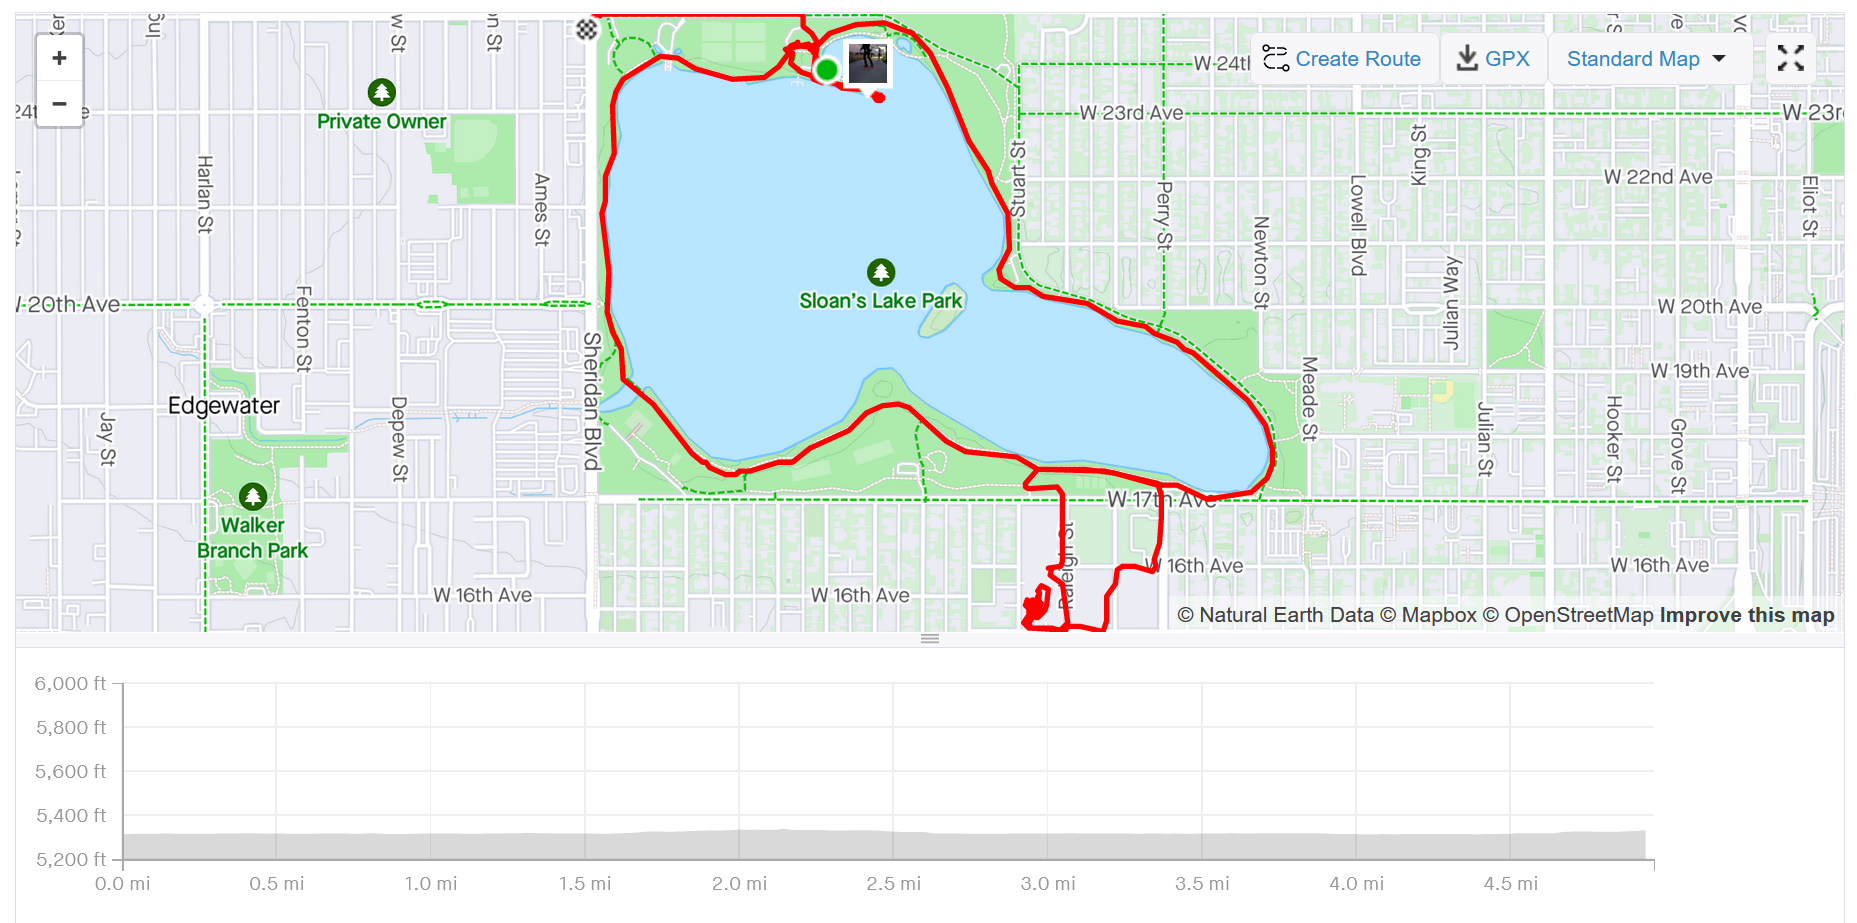 +
−
Create Route
GPX
Standard Map
W 23rd Ave
W 22nd Ave
W 20th Ave
W 20th Ave
W 19th Ave
W 17th Ave
W 16th Ave
W 16th Ave
W 16th Ave
W 16th Ave
Private Owner
Sloan's Lake Park
Edgewater
Walker
Branch Park
Harlan St
Ames St
Fenton St
Jay St
Depew St
Sheridan Blvd
Stuart St
Perry St
Newton St
Lowell Blvd
King St
Julian Way
Eliot St
Meade St
Julian St
Hooker St
Grove St
Raleigh St
© Natural Earth Data © Mapbox © OpenStreetMap Improve this map
6,000 ft
5,800 ft
5,600 ft
5,400 ft
5,200 ft
0.0 mi 0.5 mi 1.0 mi 1.5 mi 2.0 mi 2.5 mi 3.0 mi 3.5 mi 4.0 mi 4.5 mi